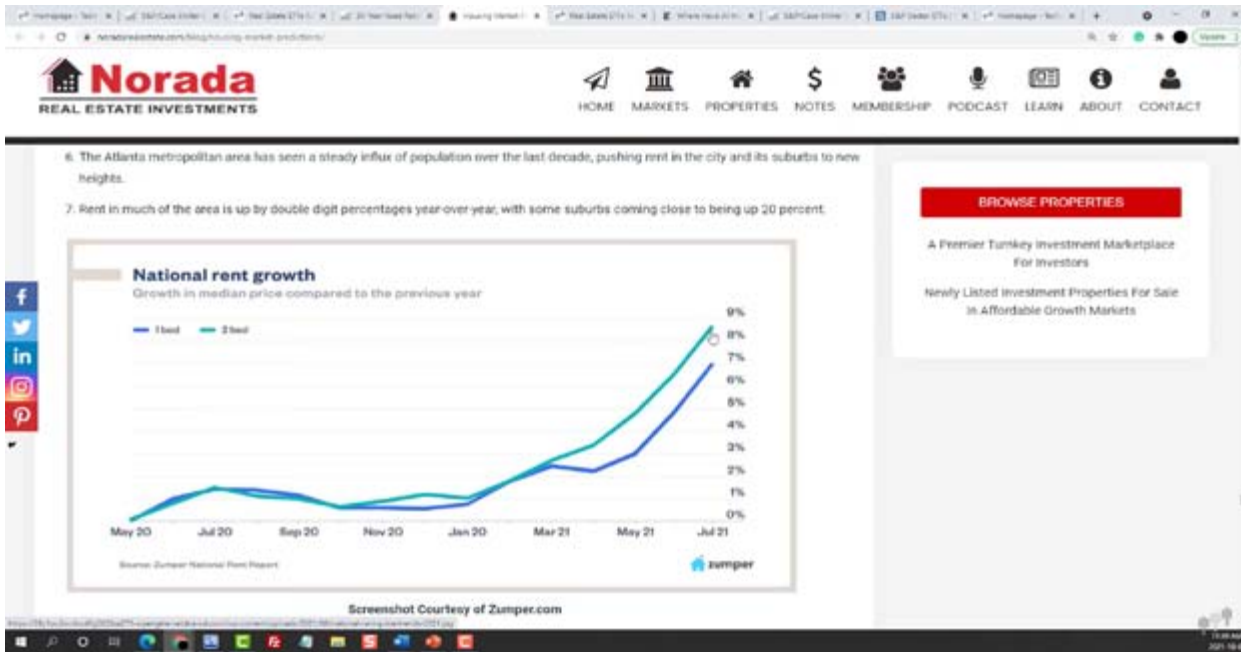 Norada
REAL ESTATE INVESTMENTS
HOME MARKETS PROPERTIES NOTES MEMBERSHIP PODCAST LEARN ABOUT CONTACT
6. The Atlanta metropolitan area has seen a steady influx of population over the last decade, pushing rent in the city and its suburbs to new
heights.
7. Rent in much of the area is up by double digit percentages year-over-year, with some suburbs coming close to being up 20 percent.
BROWSE PROPERTIES
A Premier Turnkey Investment Marketplace
For Investors
Newly Listed Investment Properties For Sale
in Affordable Growth Markets
National rent growth
Growth in median price compared to the previous year
1 bed 2 bed
9%
8%
7%
6%
5%
4%
3%
2%
1%
0%
May 20 Jul 20 Sep 20 Nov 20 Jan 20 Mar 21 May 21 Jul 21
Source: Zumper National Rent Report
zumper
Screenshot Courtesy of Zumper.com